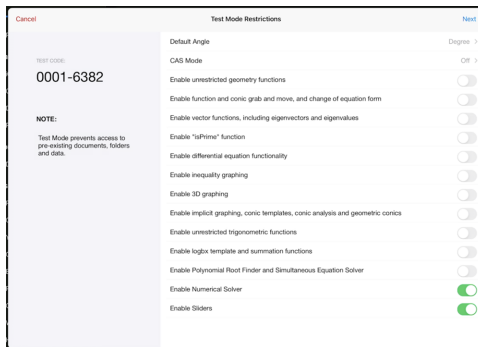 Cancel
Test Mode Restrictions
Next
TEST CODE:
0001-6382
NOTE:
Test Mode prevents access to
pre-existing documents, folders
and data.
Default Angle
Degree
CAS Mode
Off
Enable unrestricted geometry functions
Enable function and conic grab and move, and change of equation form
Enable vector functions, including eigenvectors and eigenvalues
Enable "isPrime" function
Enable differential equation functionality
Enable inequality graphing
Enable 3D graphing
Enable implicit graphing, conic templates, conic analysis and geometric conics
Enable unrestricted trigonometric functions
Enable logbx template and summation functions
Enable Polynomial Root Finder and Simultaneous Equation Solver
Enable Numerical Solver
Enable Sliders